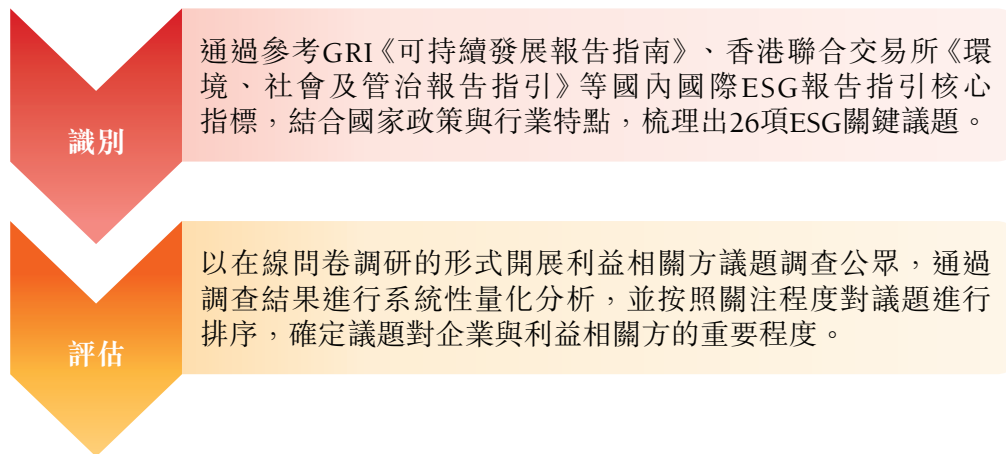 識別
通過參考GRI《可持續發展報告指南》、香港聯合交易所《環
境、社會及管治報告指引》等國內國際ESG報告指引核心
指標，結合國家政策與行業特點，梳理出26項ESG關鍵議題。
評估
以在線問卷調研的形式開展利益相關方議題調查公眾，通過
調查結果進行系統性量化分析，並按照關注程度對議題進行
排序，確定議題對企業與利益相關方的重要程度。